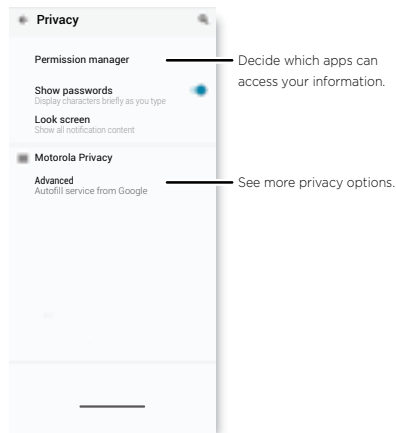 Privacy
Permission manager
Decide which apps can
access your information.
Show passwords
Display characters briefly as you type
Look screen
Show all notification content
Motorola Privacy
Advanced
Autofill service from Google
See more privacy options.